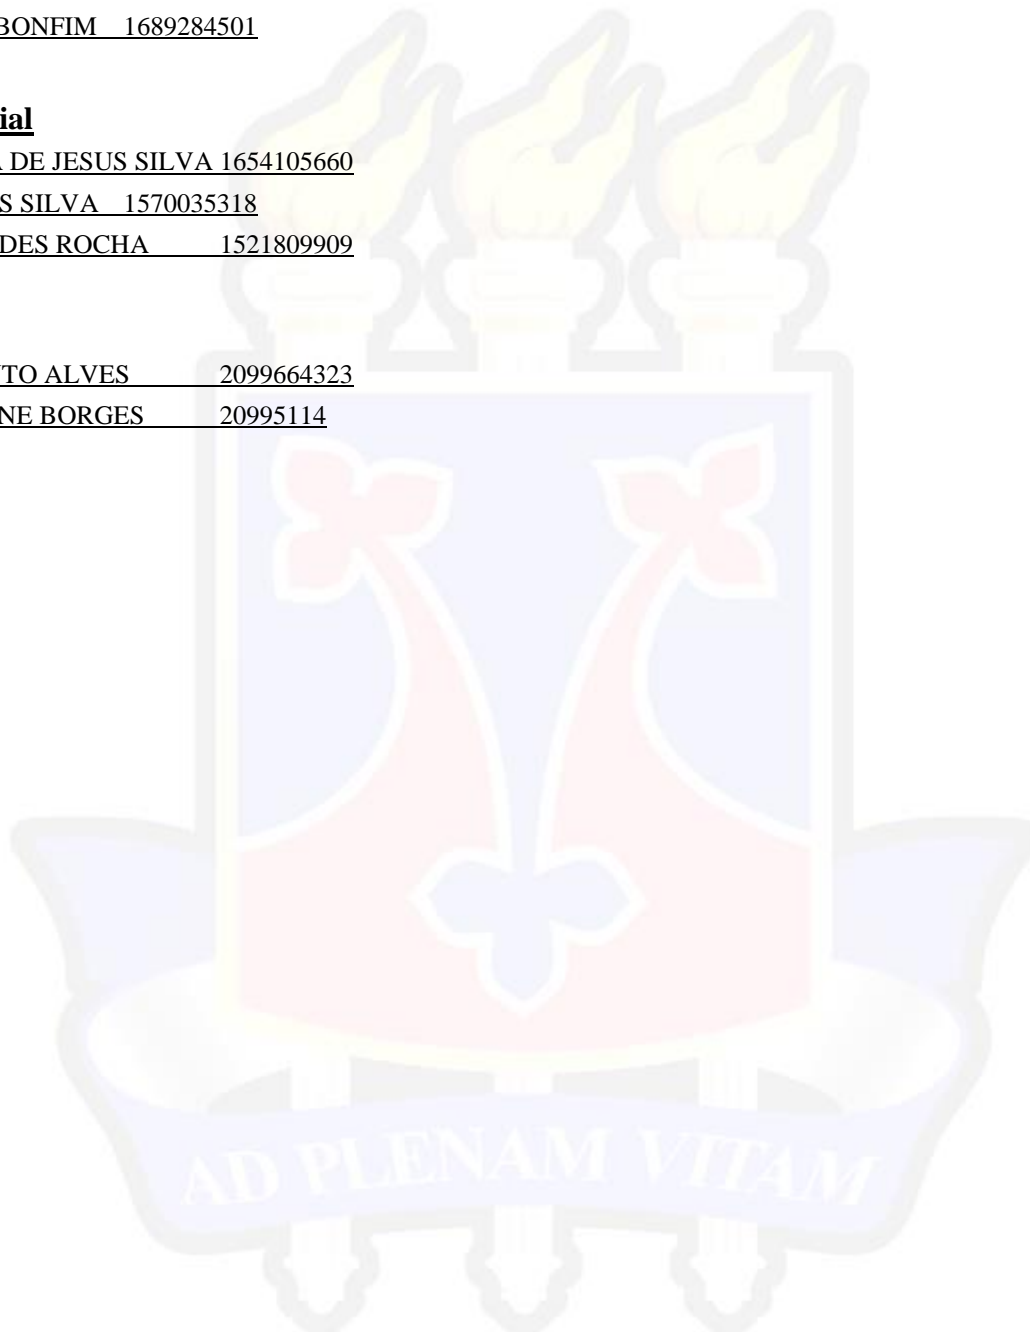 BONFIM 1689284501
ial
A DE JESUS SILVA 1654105660
S SILVA 1570035318
DES ROCHA 1521809909
TO ALVES 2099664323
NE BORGES 20995114
AD PLENAM VITAM